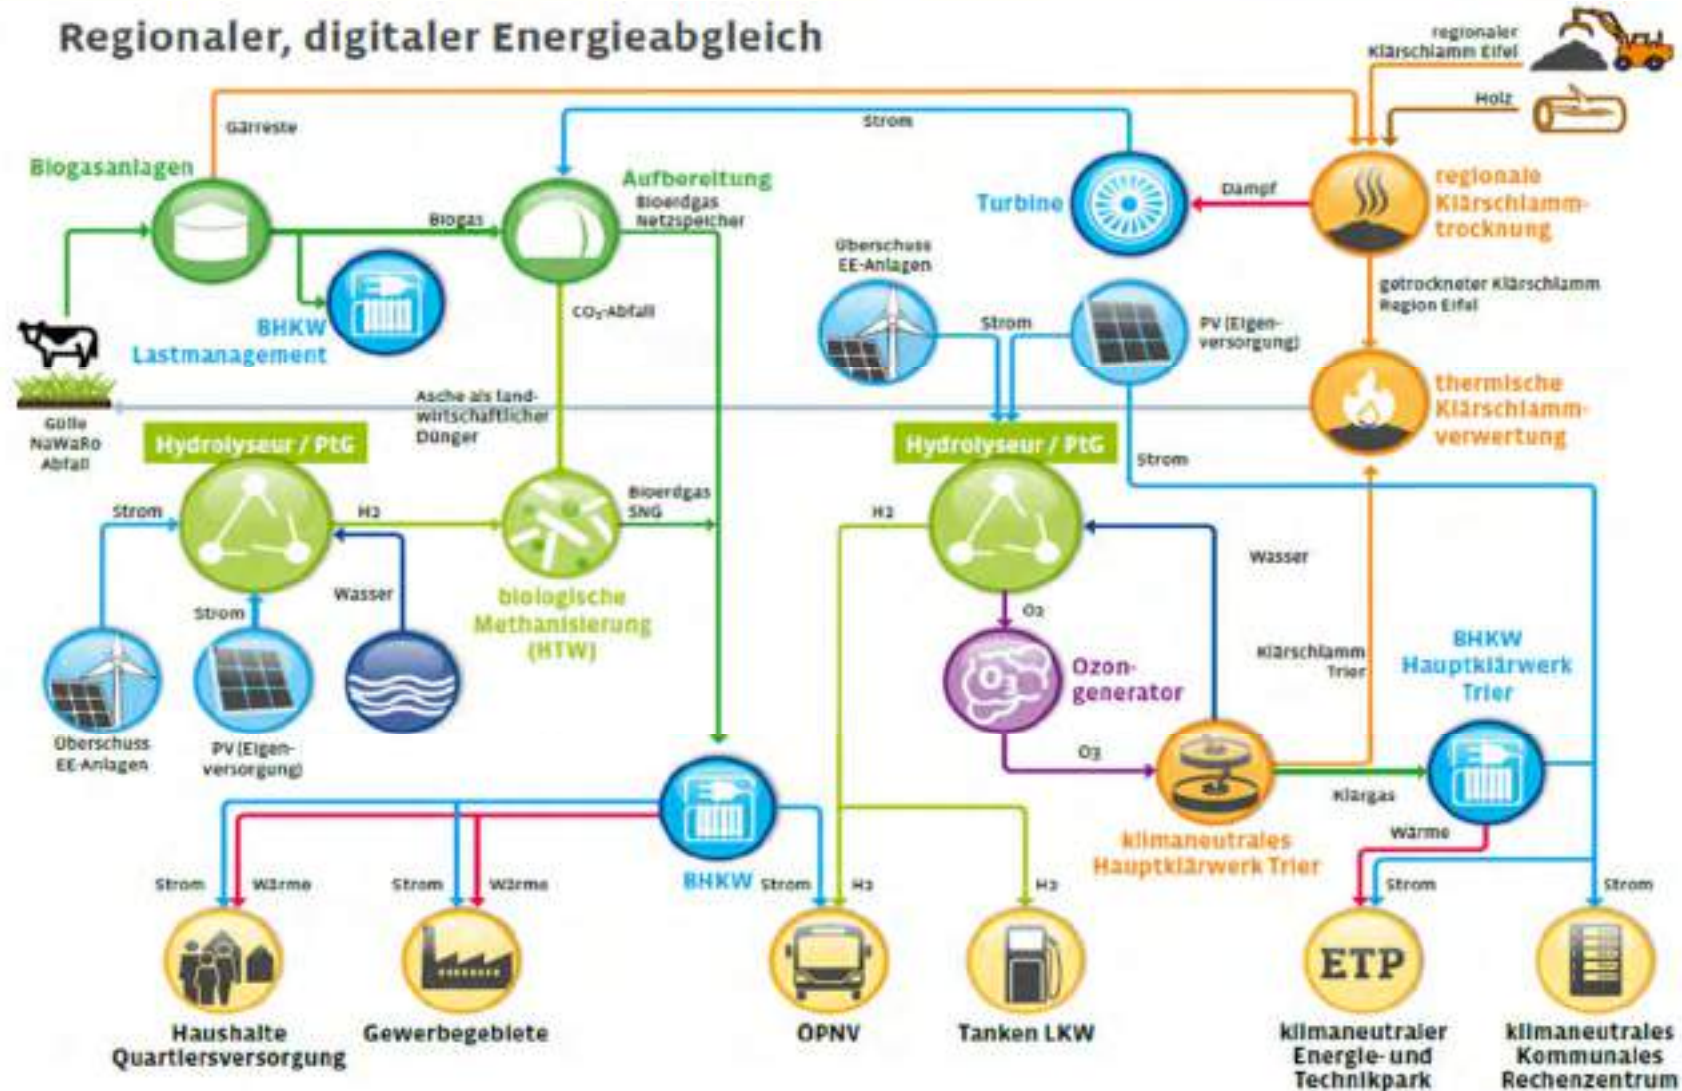 Regionaler, digitaler Energieabgleich
regionaler
Klärschlamm Eifel
Holz
Gärreste
Strom
Biogasanlagen
Biogas
Aufbereitung
Bioerdgas
Netzspeicher
Turbine
Dampf
regionale
Klärschlamm-
trocknung
BHKW
Lastmanagement
CO₂-Abfall
Überschuss
EE-Anlagen
Strom
PV (Eigen-
versorgung)
getrockneter Klärschlamm
Region Eifel
Gülle
NaWaRo
Abfall
Asche als land-
wirtschaftlicher
Dünger
thermische
Klärschlamm-
verwertung
Hydrolyseur / PtG
Hydrolyseur / PtG
Strom
Strom
H2
Bioerdgas
SNG
H2
Wasser
Strom
Wasser
biologische
Methanisierung
(HTW)
O2
Ozon-
generator
Klärschlamm
Trier
BHKW
Hauptklärwerk
Trier
Überschuss
EE-Anlagen
PV (Eigen-
versorgung)
O3
Klärgas
klimaneutrales
Hauptklärwerk Trier
Wärme
BHKW
Strom
Wärme
Strom
Wärme
Strom
H2
H2
Strom
Strom
ETP
Haushalte
Quartiersversorgung
Gewerbegebiete
ÖPNV
Tanken LKW
klimaneutraler
Energie- und
Technikpark
klimaneutrales
Kommunales
Rechenzentrum